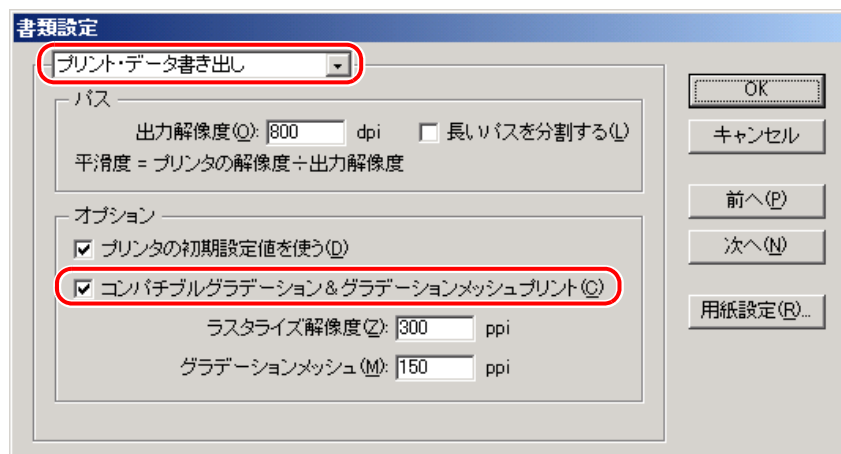 書類設定
プリント・データ書き出し
パス
出力解像度(O): 800 dpi 長いパスを分割する(L)
平滑度 = プリンタの解像度÷出力解像度
オプション
プリンタの初期設定値を使う(D)
コンパチブルグラデーション&グラデーションメッシュプリント(C)
ラスタライズ解像度(Z): 300 ppi
グラデーションメッシュ(M): 150 ppi
OK
キャンセル
前へ(P)
次へ(N)
用紙設定(R)...